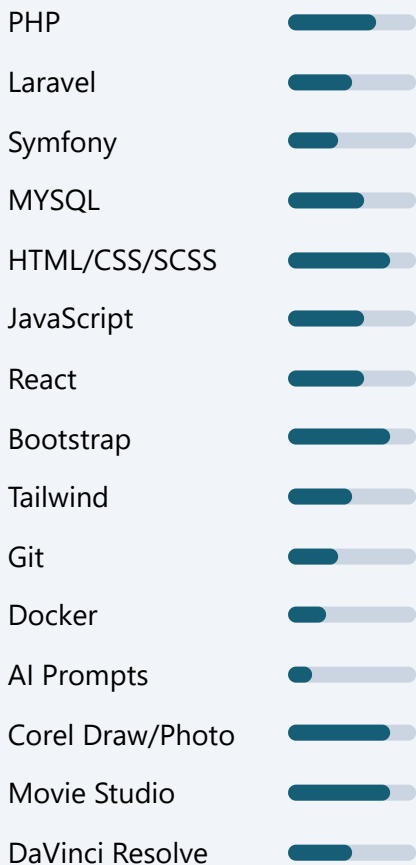 PHP
Laravel
Symfony
MYSQL
HTML/CSS/SCSS
JavaScript
React
Bootstrap
Tailwind
Git
Docker
AI Prompts
Corel Draw/Photo
Movie Studio
DaVinci Resolve